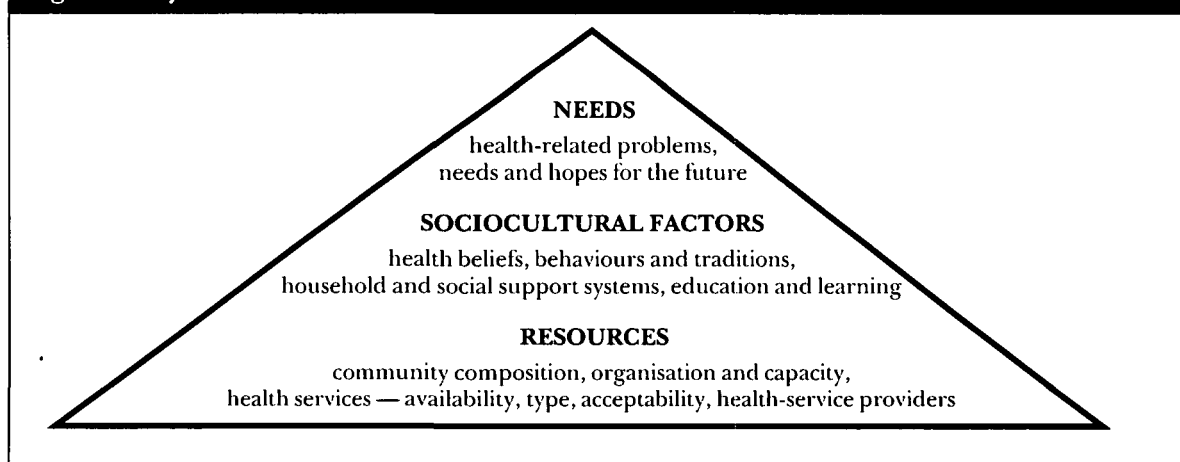 NEEDS
health-related problems,
needs and hopes for the future
SOCIOCULTURAL FACTORS
health beliefs, behaviours and traditions,
household and social support systems, education and learning
RESOURCES
community composition, organisation and capacity,
health services — availability, type, acceptability, health-service providers